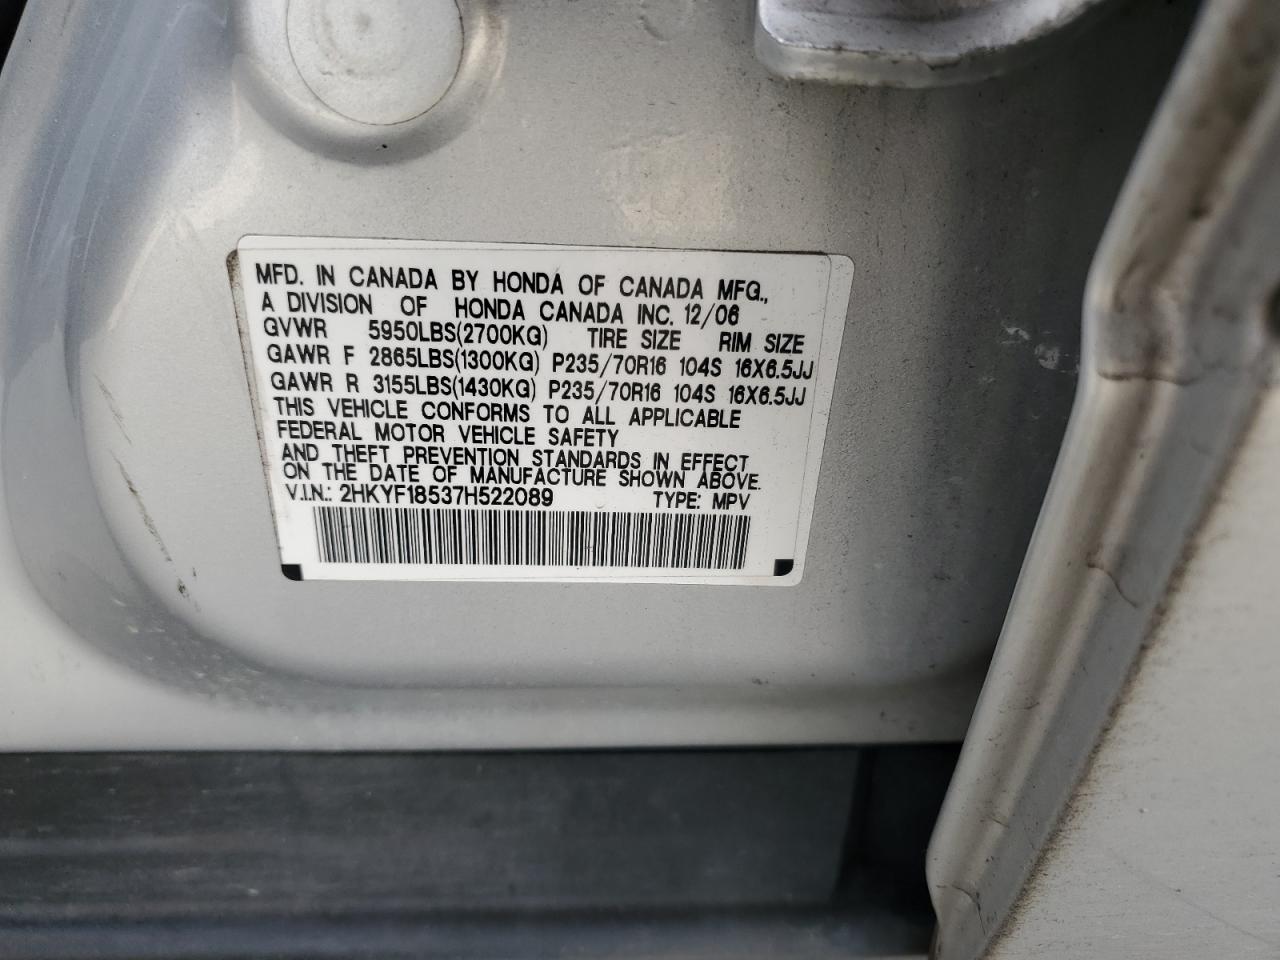 MFD. IN CANADA BY HONDA OF CANADA MFG.,
A DIVISION OF HONDA CANADA INC. 12/06
GVWR 5950LBS(2700KG) TIRE SIZE RIM SIZE
GAWR F 2865LBS(1300KG) P235/70R16 104S 16X6.5JJ
GAWR R 3155LBS(1430KG) P235/70R16 104S 16X6.5JJ
THIS VEHICLE CONFORMS TO ALL APPLICABLE
FEDERAL MOTOR VEHICLE SAFETY
AND THEFT PREVENTION STANDARDS IN EFFECT
ON THE DATE OF MANUFACTURE SHOWN ABOVE.
V.I.N.: 2HKYF18537H522089 TYPE: MPV